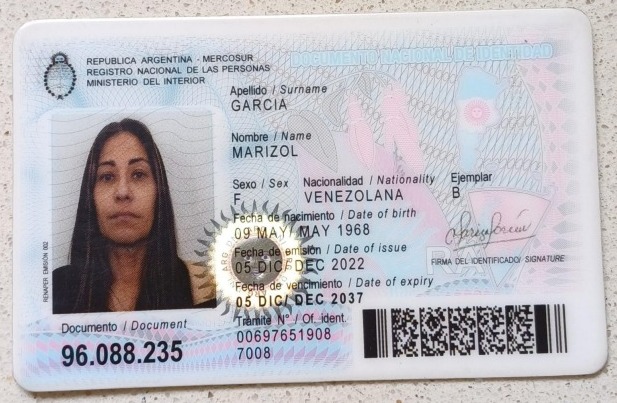 REPUBLICA ARGENTINA - MERCOSUR
REGISTRO NACIONAL DE LAS PERSONAS
MINISTERIO DEL INTERIOR
DOCUMENTO NACIONAL DE IDENTIDAD
Apellido / Surname
GARCIA
Nombre / Name
MARIZOL
Sexo / Sex Nacionalidad / Nationality Ejemplar
F VENEZOLANA B
Fecha de nacimiento / Date of birth
09 MAY/ MAY 1968
Fecha de emisión / Date of issue
05 DIC/ DEC 2022
Fecha de vencimiento / Date of expiry
05 DIC/ DEC 2037
FIRMA DEL IDENTIFICADO/ SIGNATURE
RENAPER EMISIÓN 002
Documento / Document
96.088.235
Trámite N° / Of. ident.
00697651908
7008